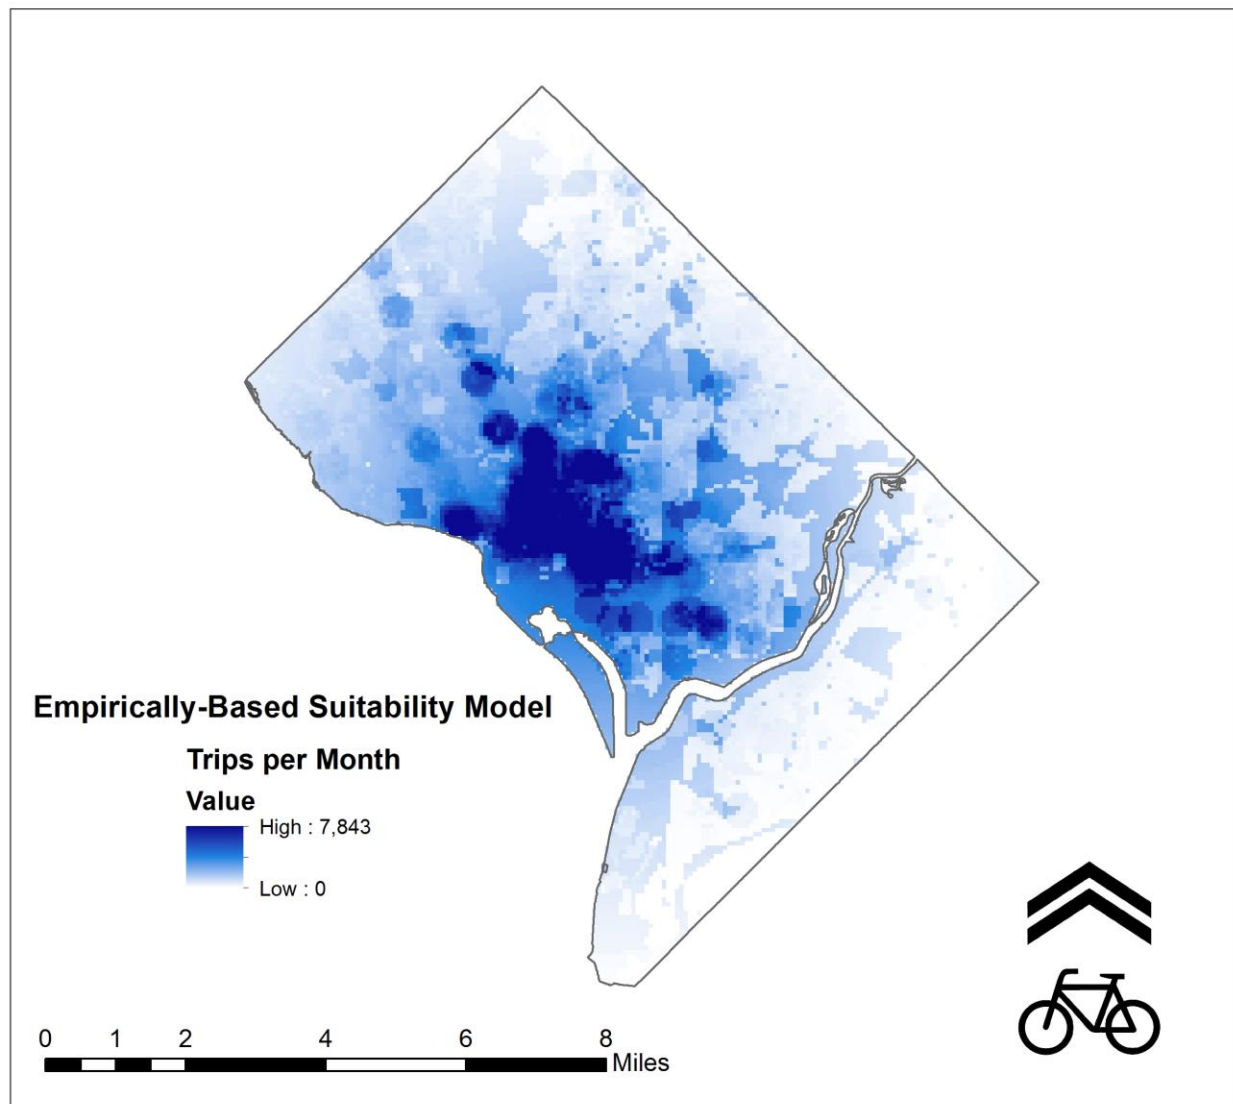 Empirically-Based Suitability Model
Trips per Month
Value
High : 7,843
Low : 0
0 1 2 4 6 8
Miles